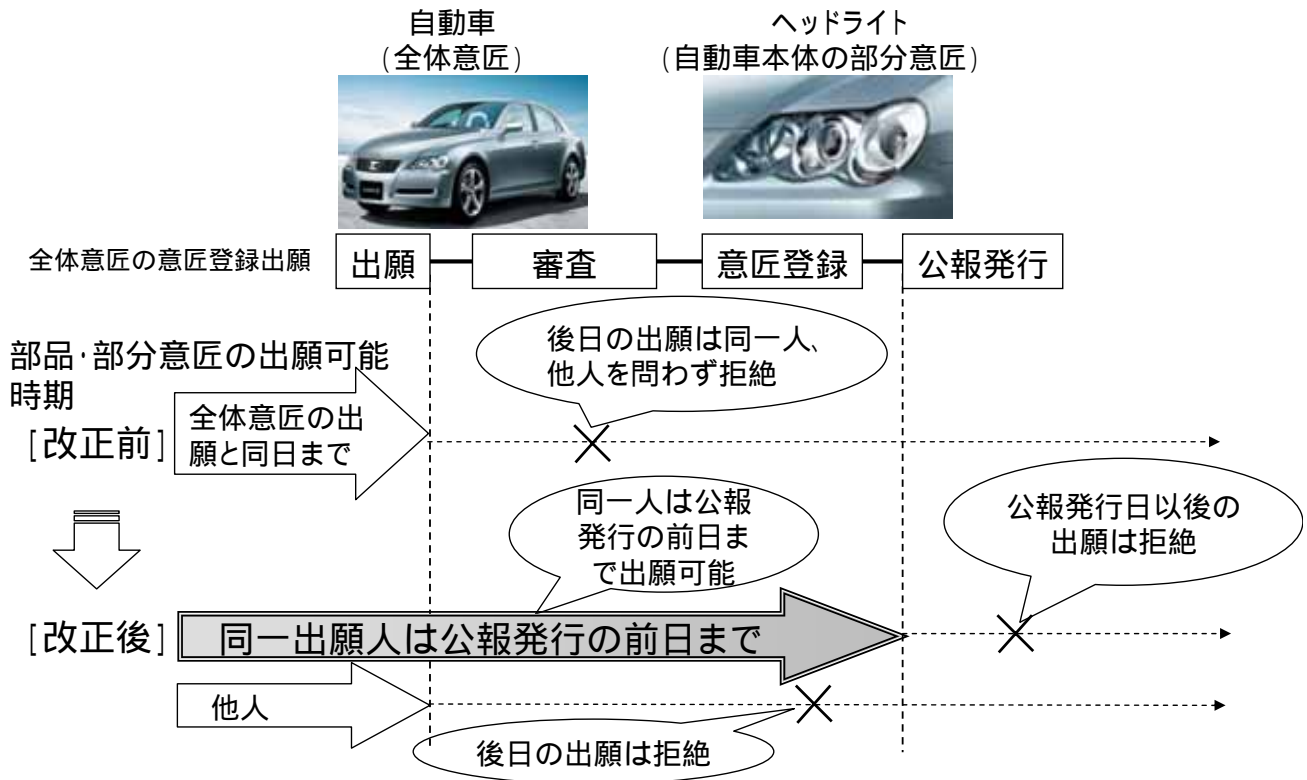 自動車
(全体意匠)
ヘッドライト
(自動車本体の部分意匠)
全体意匠の意匠登録出願
出願
審査
意匠登録
公報発行
部品・部分意匠の出願可能
時期
後日の出願は同一人、
他人を問わず拒絶
[改正前]
全体意匠の出
願と同日まで
同一人は公報
発行の前日ま
で出願可能
公報発行日以後の
出願は拒絶
[改正後]
同一出願人は公報発行の前日まで
他人
後日の出願は拒絶